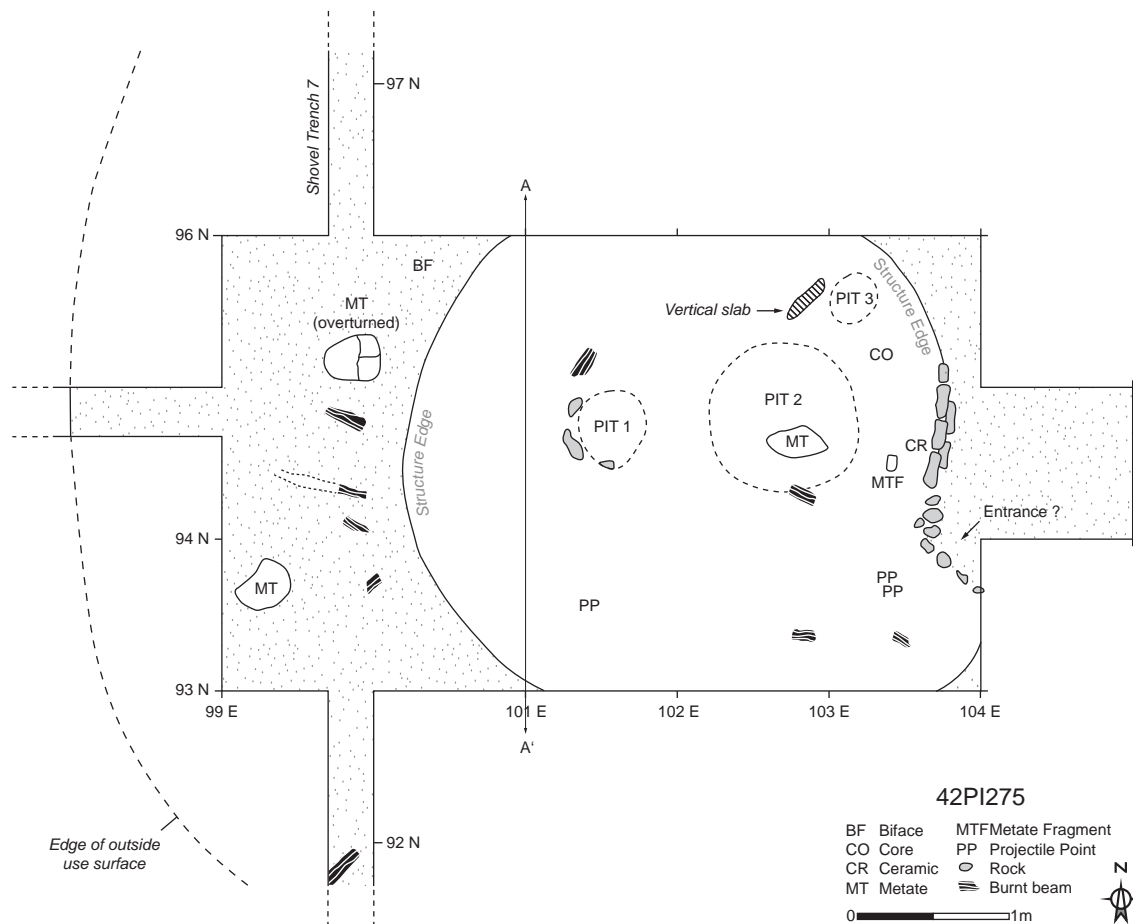 Shovel Trench 7
97 N
A
96 N
BF
MT
(overturned)
Structure Edge
Vertical slab
PIT 3
CO
PIT 1
PIT 2
MT
CR
MTF
Structure Edge
Entrance ?
94 N
MT
PP
PP
PP
93 N
99 E
101 E
102 E
103 E
104 E
A'
92 N
Edge of outside
use surface
42PI275
BF Biface
CO Core
CR Ceramic
MT Metate
MTF Metate Fragment
PP Projectile Point
Rock
Burnt beam
0 1m
N